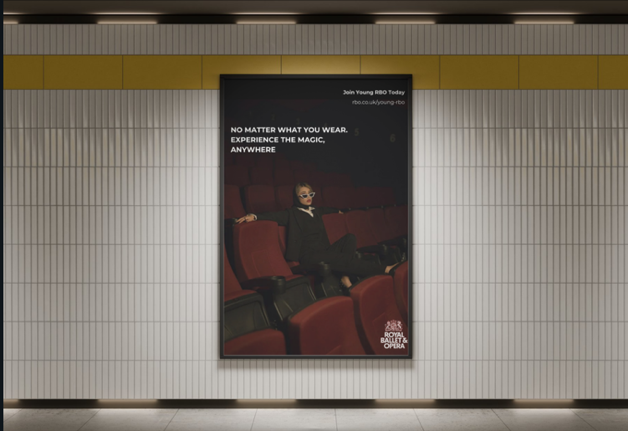 Join Young RBO Today
rbo.co.uk/young-rbo
NO MATTER WHAT YOU WEAR.
EXPERIENCE THE MAGIC,
ANYWHERE
ROYAL
BALLET &
OPERA